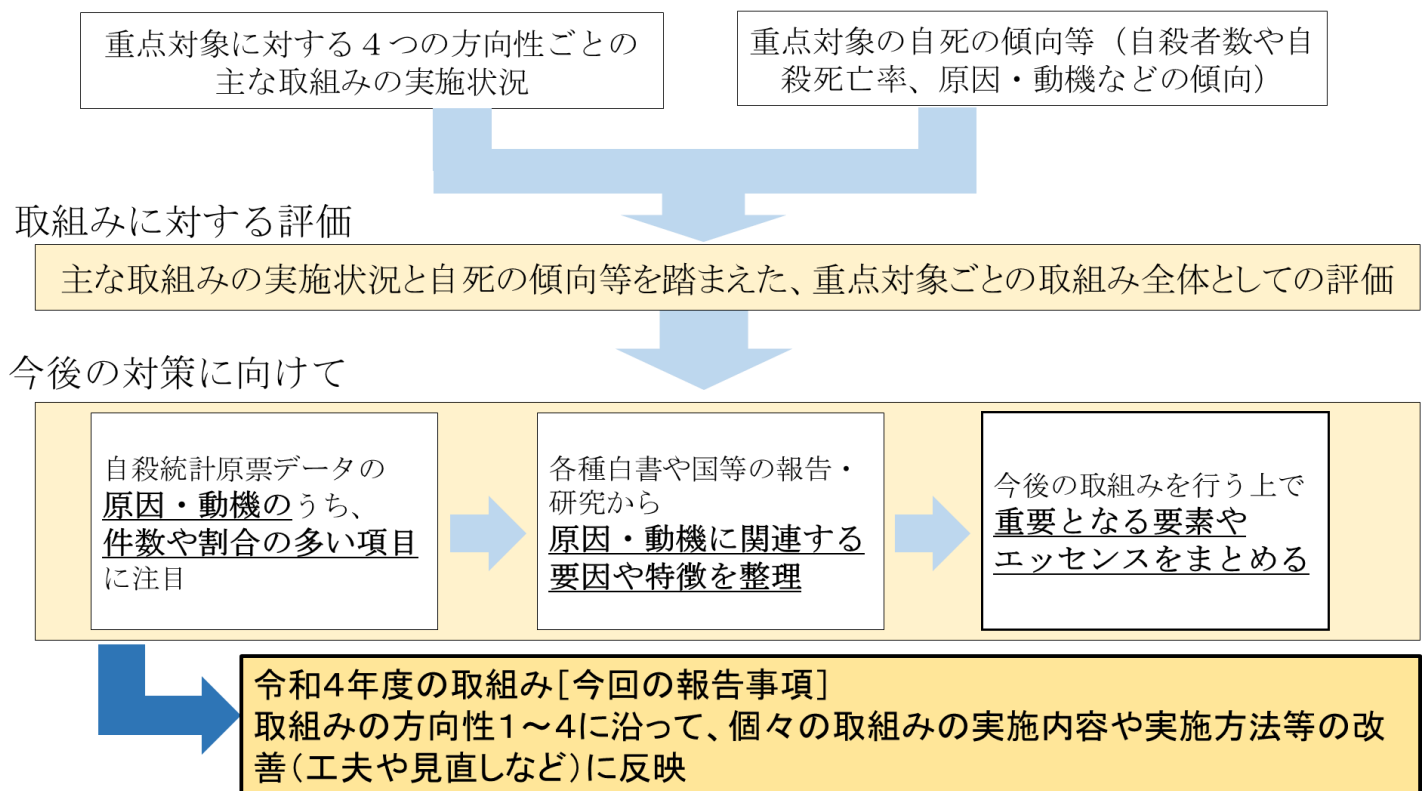 重点対象に対する4つの方向性ごとの
主な取組みの実施状況
重点対象の自死の傾向等（自殺者数や自
殺死亡率、原因・動機などの傾向）
取組みに対する評価
主な取組みの実施状況と自死の傾向等を踏まえた、重点対象ごとの取組み全体としての評価
今後の対策に向けて
自殺統計原票データの
原因・動機のうち、
件数や割合の多い項目
に注目
各種白書や国等の報告・
研究から
原因・動機に関連する
要因や特徴を整理
今後の取組みを行う上で
重要となる要素や
エッセンスをまとめる
令和4年度の取組み[今回の報告事項]
取組みの方向性1～4に沿って、個々の取組みの実施内容や実施方法等の改
善(工夫や見直しなど)に反映